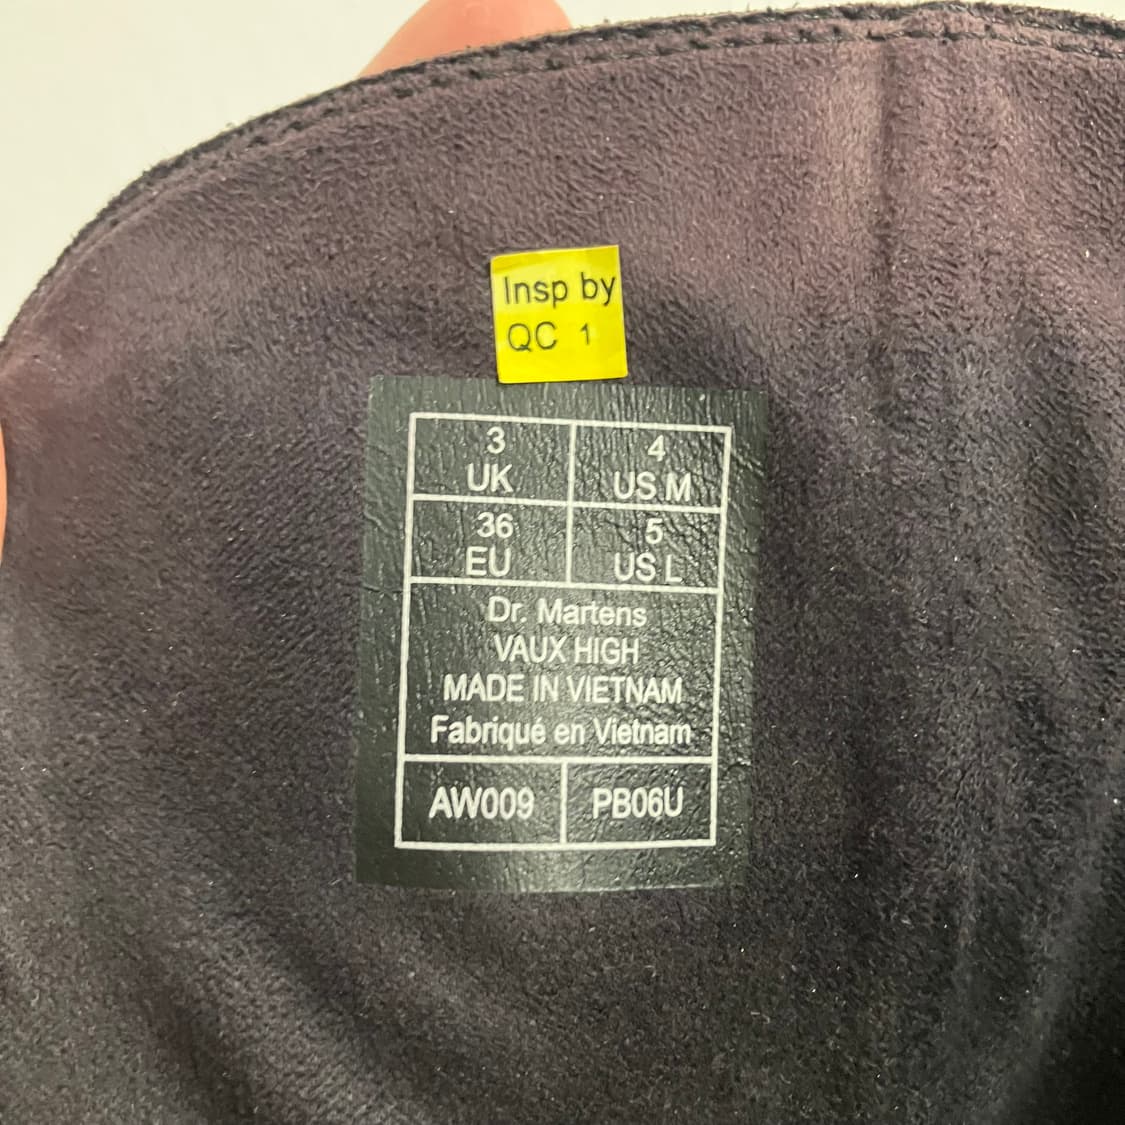 Insp by
QC 1
3
UK
4
US M
36
EU
5
US L
Dr. Martens
VAUX HIGH
MADE IN VIETNAM
Fabriqué en Vietnam
AW009
PB06U